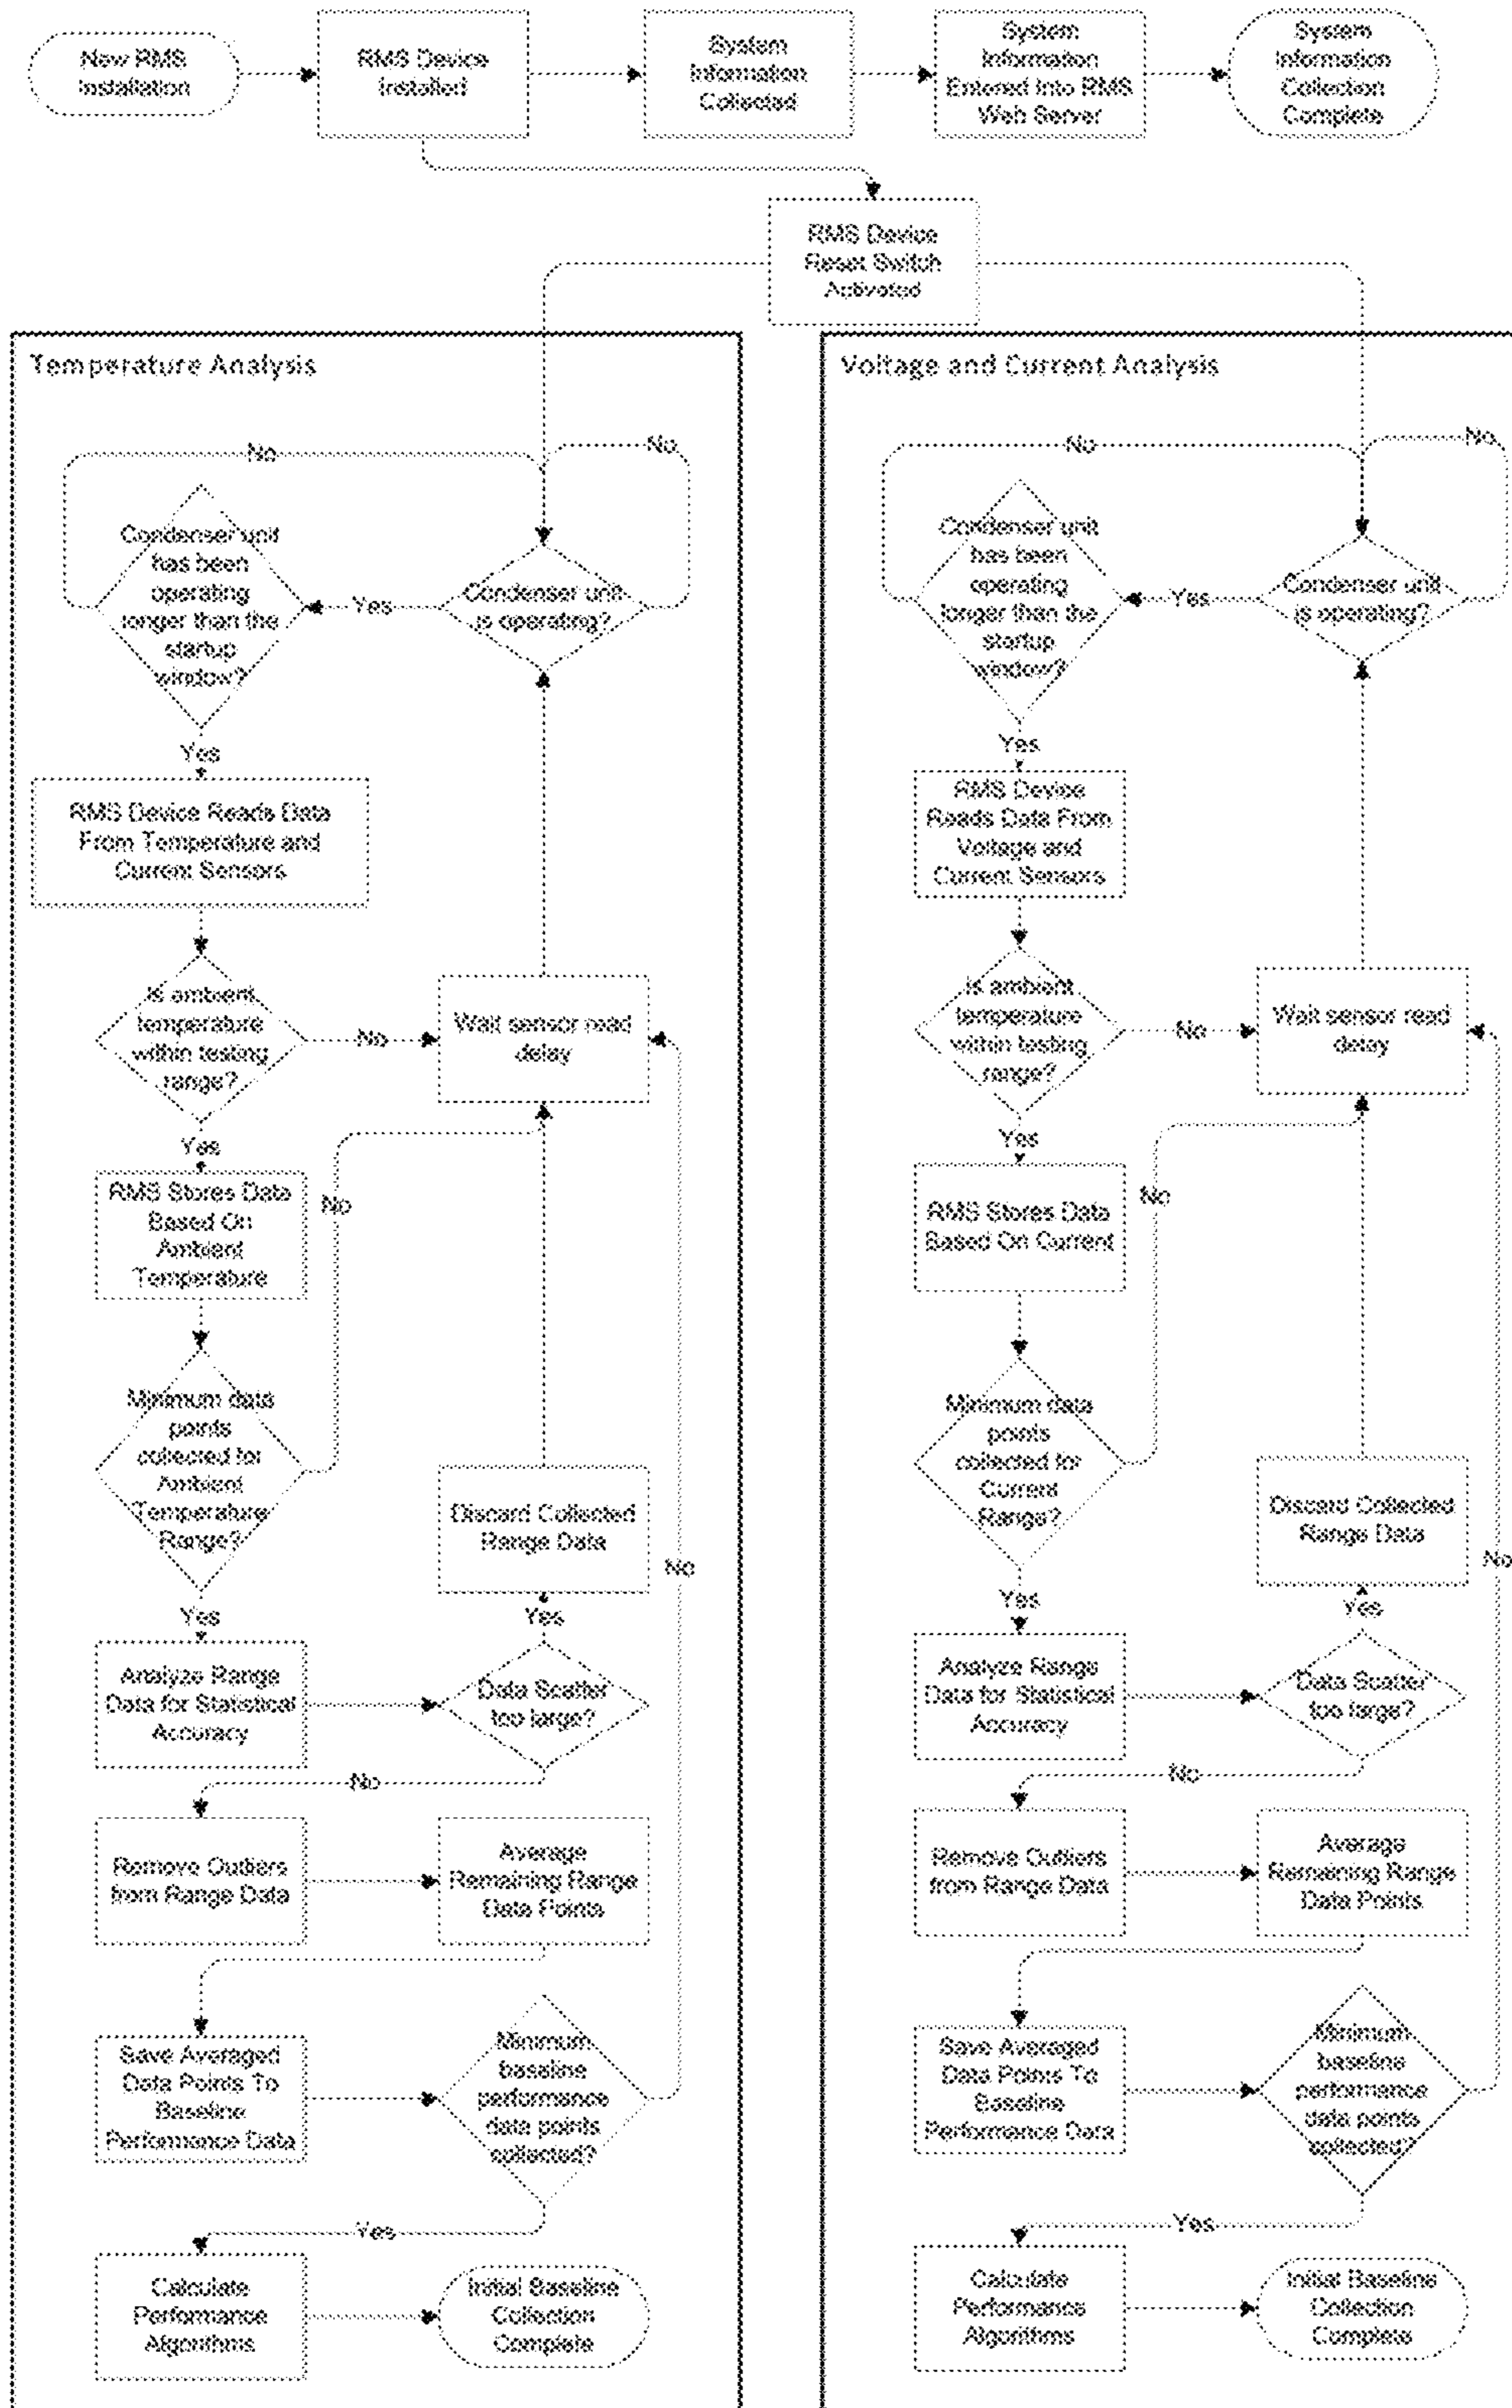 New RMS
Installation
RMS Device
Installed
System
Information
Collected
System
Information
Entered Into RMS
Web Server
System
Information
Collection
Complete
RMS Device
Reset Switch
Activated
Temperature Analysis
No
No
Condenser unit
has been
operating
longer than the
startup
window?
Yes
Condenser unit
is operating?
Yes
RMS Device Reads Data
From Temperature and
Current Sensors
Is ambient
temperature
within testing
range?
No
Wait sensor read
delay
Yes
RMS Stores Data
Based On
Ambient
Temperature
No
Minimum data
points
collected for
Ambient
Temperature
Range?
Discard Collected
Range Data
No
Yes
Yes
Analyze Range
Data for Statistical
Accuracy
Data Scatter
too large?
No
Remove Outliers
from Range Data
Average
Remaining Range
Data Points
Save Averaged
Data Points To
Baseline
Performance Data
Minimum
baseline
performance
data points
collected?
Yes
Calculate
Performance
Algorithms
Initial Baseline
Collection
Complete
Voltage and Current Analysis
No
No
Condenser unit
has been
operating
longer than the
startup
window?
Yes
Condenser unit
is operating?
Yes
RMS Device
Reads Data From
Voltage and
Current Sensors
Is ambient
temperature
within testing
range?
No
Wait sensor read
delay
Yes
RMS Stores Data
Based On Current
No
Minimum data
points
collected for
Current
Range?
Discard Collected
Range Data
No
Yes
Yes
Analyze Range
Data for Statistical
Accuracy
Data Scatter
too large?
No
Remove Outliers
from Range Data
Average
Remaining Range
Data Points
Save Averaged
Data Points To
Baseline
Performance Data
Minimum
baseline
performance
data points
collected?
Yes
Calculate
Performance
Algorithms
Initial Baseline
Collection
Complete